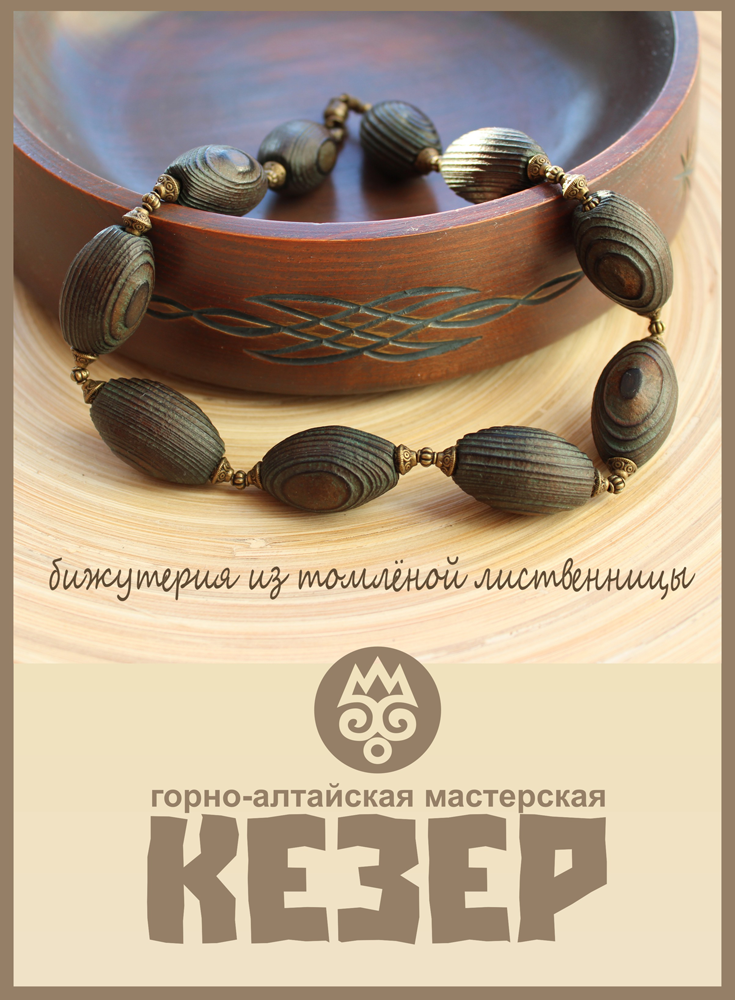 бижутерия из томлёной лиственницы
горно-алтайская мастерская
КЕЗЕР